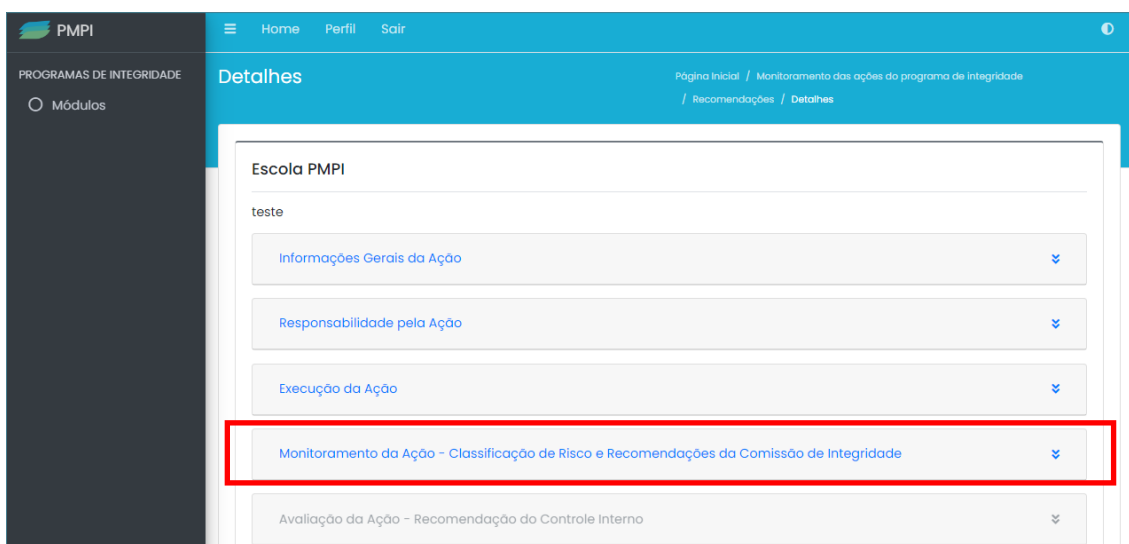 PMPI
Home Perfil Sair
PROGRAMAS DE INTEGRIDADE
Módulos
Detalhes
Página Inicial / Monitoramento das ações do programa de integridade
/ Recomendações / Detalhes
Escola PMPI
teste
Informações Gerais da Ação
Responsabilidade pela Ação
Execução da Ação
Monitoramento da Ação - Classificação de Risco e Recomendações da Comissão de Integridade
Avaliação da Ação - Recomendação do Controle Interno